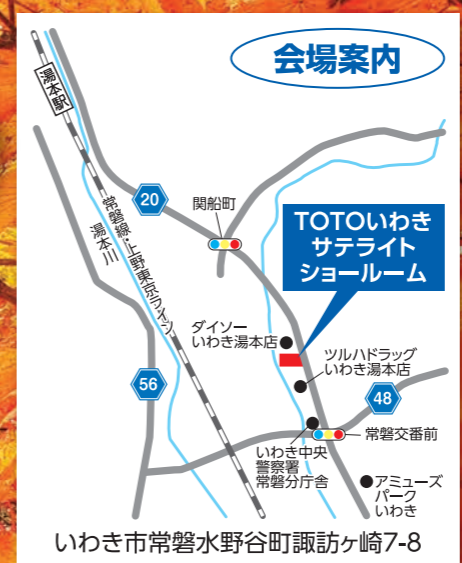 会場案内
湯本駅
20
関船町
常磐線・上野東京ライン
湯本川
TOTOいわき
サテライト
ショールーム
ダイソー
いわき湯本店
ツルハドラッグ
いわき湯本店
56
48
常磐交番前
いわき中央
警察署
常磐分庁舎
アミューズ
パーク
いわき
いわき市常磐水野谷町諏訪ヶ崎7-8